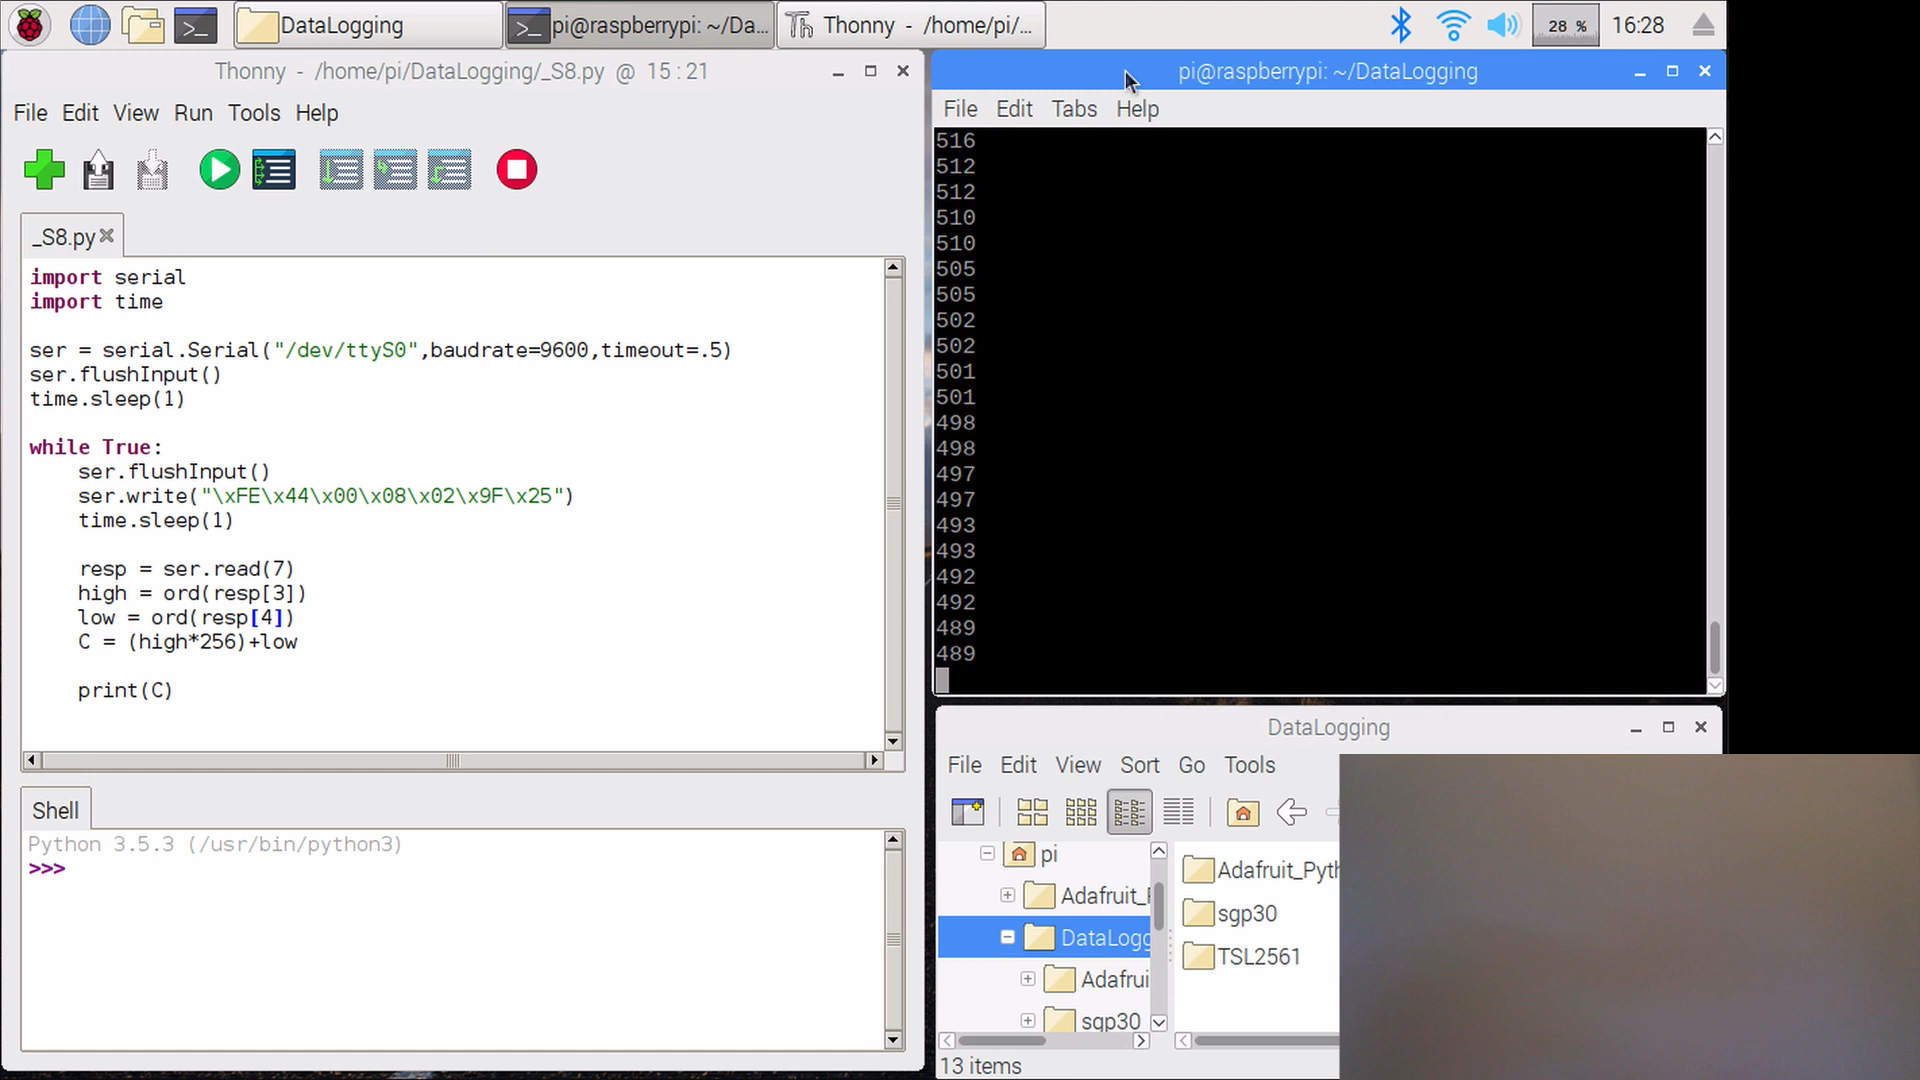 DataLogging
pi@raspberrypi: ~/Da...
Thonny - /home/pi/...
28 %
16:28
Thonny - /home/pi/DataLogging/_S8.py @ 15:21
File Edit View Run Tools Help
_S8.py
import serial
import time
ser = serial.Serial("/dev/ttyS0",baudrate=9600,timeout=.5)
ser.flushInput()
time.sleep(1)
while True:
ser.flushInput()
ser.write("\xFE\x44\x00\x08\x02\x9F\x25")
time.sleep(1)
resp = ser.read(7)
high = ord(resp[3])
low = ord(resp[4])
C = (high*256)+low
print(C)
Shell
Python 3.5.3 (/usr/bin/python3)
>>>
pi@raspberrypi: ~/DataLogging
File Edit Tabs Help
516
512
512
510
510
505
505
502
502
501
501
498
498
497
497
493
493
492
492
489
489
DataLogging
File Edit View Sort Go Tools
pi
Adafruit_
DataLogg
Adafrui
sgp30
Adafruit_Pyth
sgp30
TSL2561
13 items